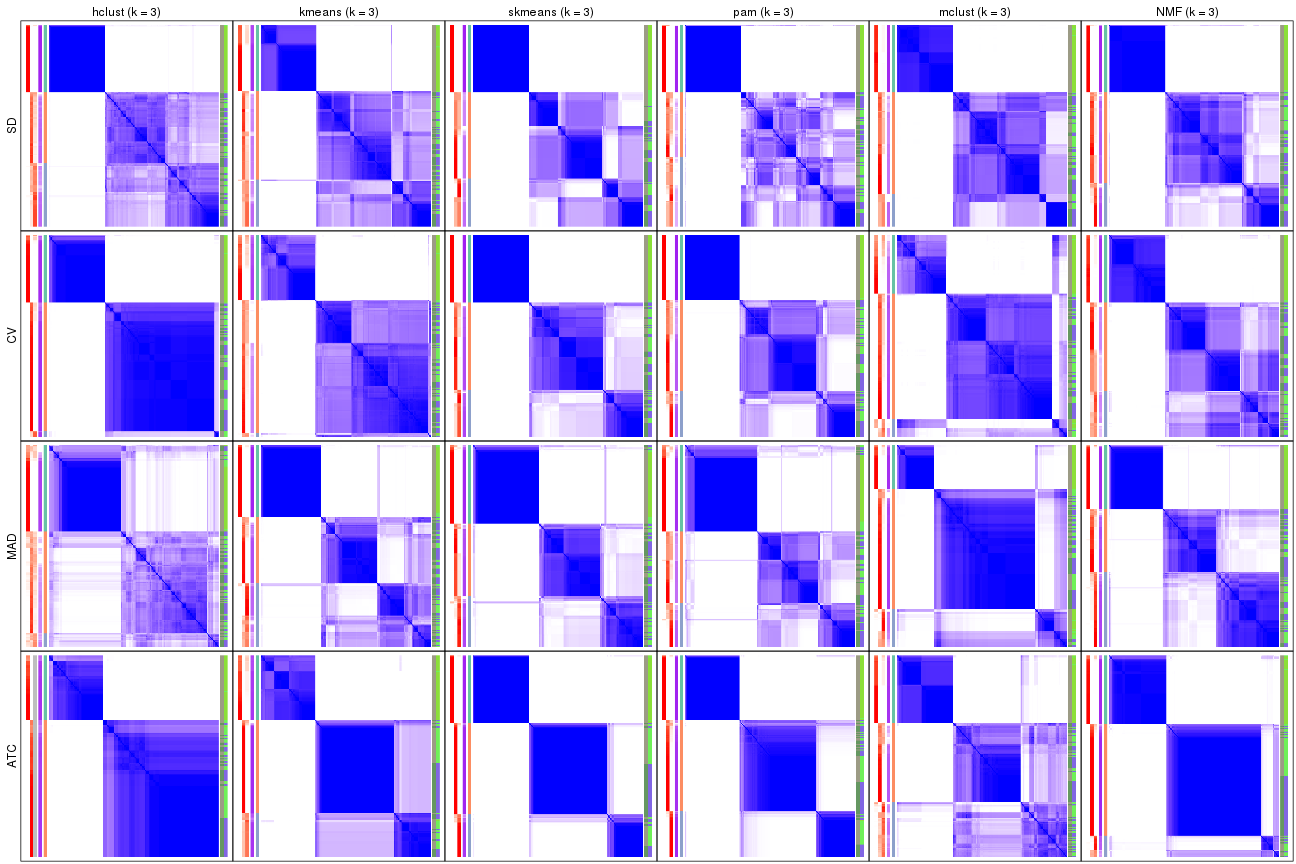 hclust (k = 3) kmeans (k = 3) skmeans (k = 3) pam (k = 3) mclust (k = 3) NMF (k = 3)
SD
CV
MAD
ATC